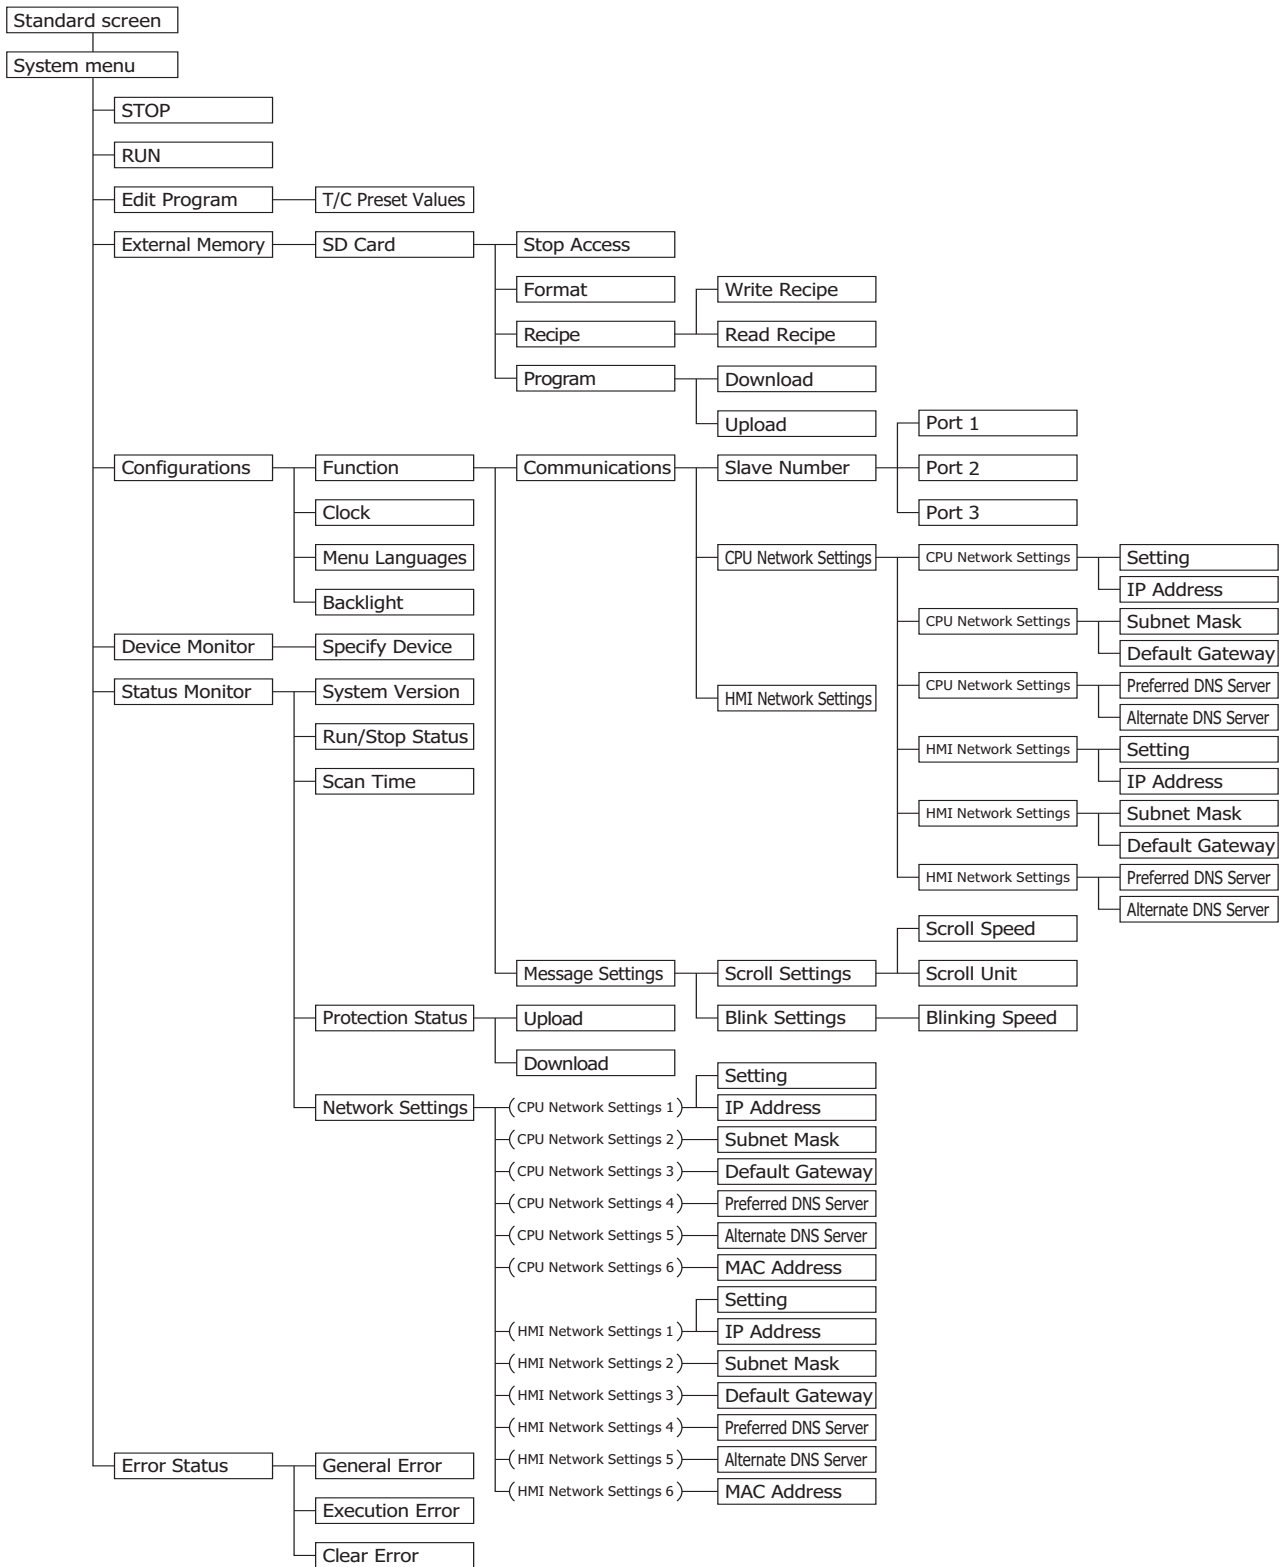 Standard screen
System menu
STOP
RUN
Edit Program T/C Preset Values
External Memory SD Card Stop Access
Format Write Recipe
Recipe Read Recipe
Program Download
Upload Port 1
Configurations Function Communications Slave Number Port 2
Clock Port 3
Menu Languages CPU Network Settings CPU Network Settings Setting
IP Address
Backlight
CPU Network Settings Subnet Mask
Device Monitor Specify Device Default Gateway
Status Monitor System Version HMI Network Settings CPU Network Settings Preferred DNS Server
Alternate DNS Server
Run/Stop Status
HMI Network Settings Setting
Scan Time IP Address
HMI Network Settings Subnet Mask
Default Gateway
HMI Network Settings Preferred DNS Server
Alternate DNS Server
Scroll Speed
Message Settings Scroll Settings Scroll Unit
Protection Status Upload Blink Settings Blinking Speed
Download
Setting
Network Settings (CPU Network Settings 1) IP Address
(CPU Network Settings 2) Subnet Mask
(CPU Network Settings 3) Default Gateway
(CPU Network Settings 4) Preferred DNS Server
(CPU Network Settings 5) Alternate DNS Server
(CPU Network Settings 6) MAC Address
Setting
(HMI Network Settings 1) IP Address
(HMI Network Settings 2) Subnet Mask
(HMI Network Settings 3) Default Gateway
(HMI Network Settings 4) Preferred DNS Server
Error Status General Error (HMI Network Settings 5) Alternate DNS Server
(HMI Network Settings 6) MAC Address
Execution Error
Clear Error